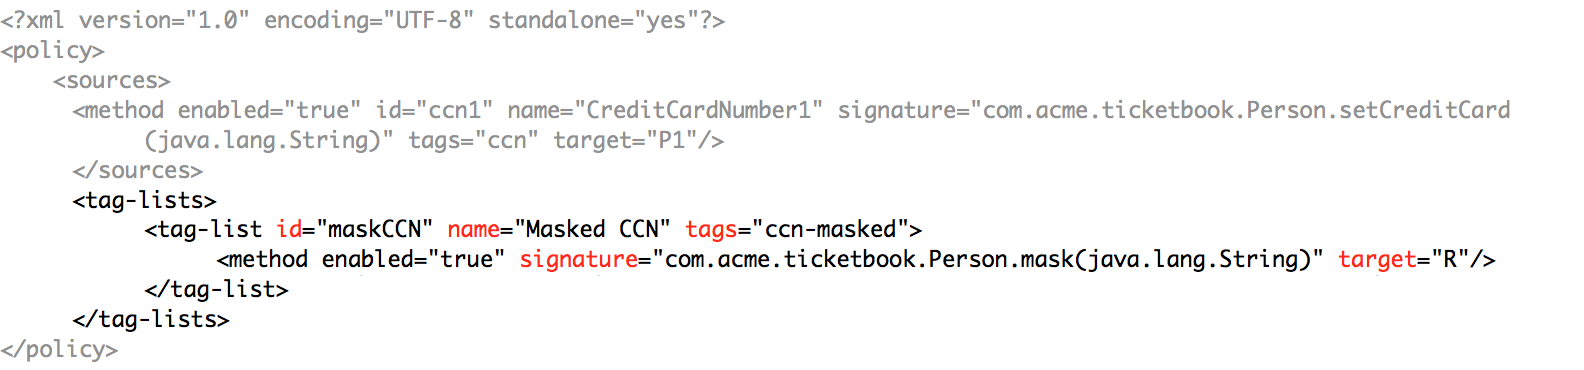 <?xml version="1.0" encoding="UTF-8" standalone="yes"?>
<policy>
<sources>
<method enabled="true" id="ccn1" name="CreditCardNumber1" signature="com.acme.ticketbook.Person.setCreditCard
(java.lang.String)" tags="ccn" target="P1"/>
</sources>
<tag-lists>
<tag-list id="maskCCN" name="Masked CCN" tags="ccn-masked">
<method enabled="true" signature="com.acme.ticketbook.Person.mask(java.lang.String)" target="R"/>
</tag-list>
</tag-lists>
</policy>